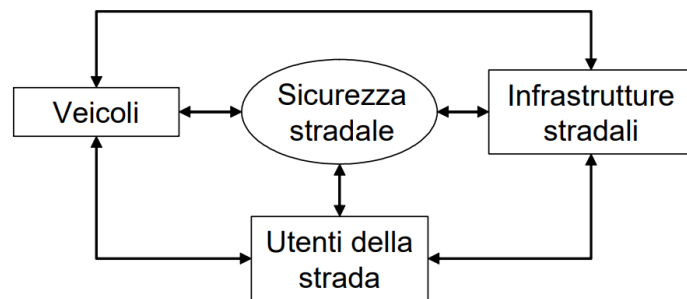 Veicoli
Sicurezza
stradale
Infrastrutture
stradali
Utenti della
strada